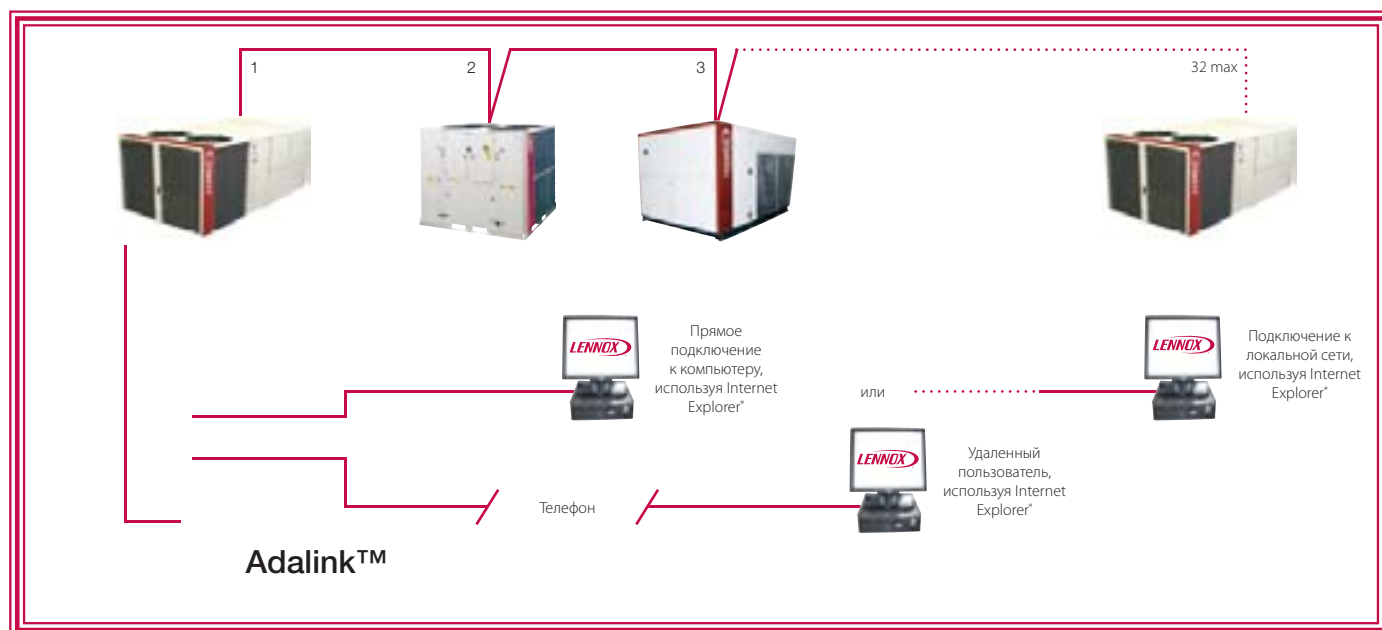 1
2
3
32 max
LENNOX
Прямое
подключение
к компьютеру,
используя Internet
Explorer*
или
LENNOX
Подключение к
локальной сети,
используя Internet
Explorer*
Телефон
LENNOX
Удаленный
пользователь,
используя Internet
Explorer*
Adalink™